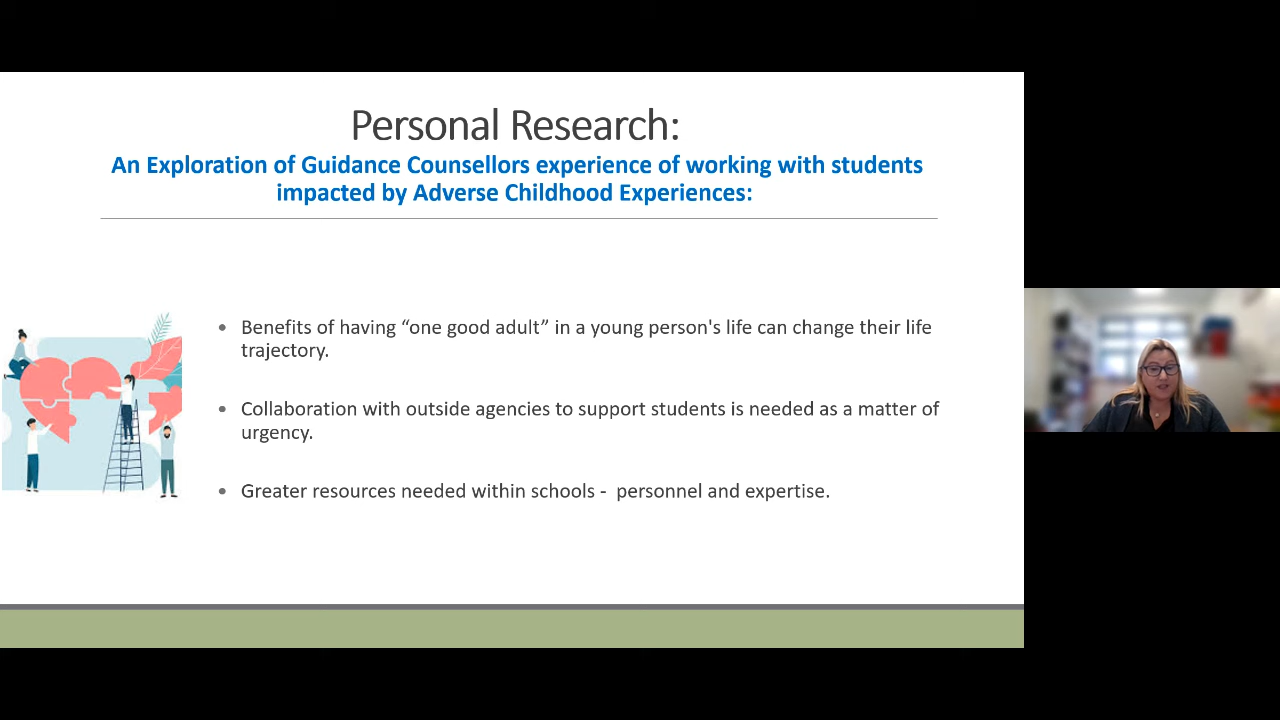 Personal Research:
An Exploration of Guidance Counsellors experience of working with students
impacted by Adverse Childhood Experiences:
• Benefits of having “one good adult” in a young person's life can change their life
trajectory.
• Collaboration with outside agencies to support students is needed as a matter of
urgency.
• Greater resources needed within schools -  personnel and expertise.